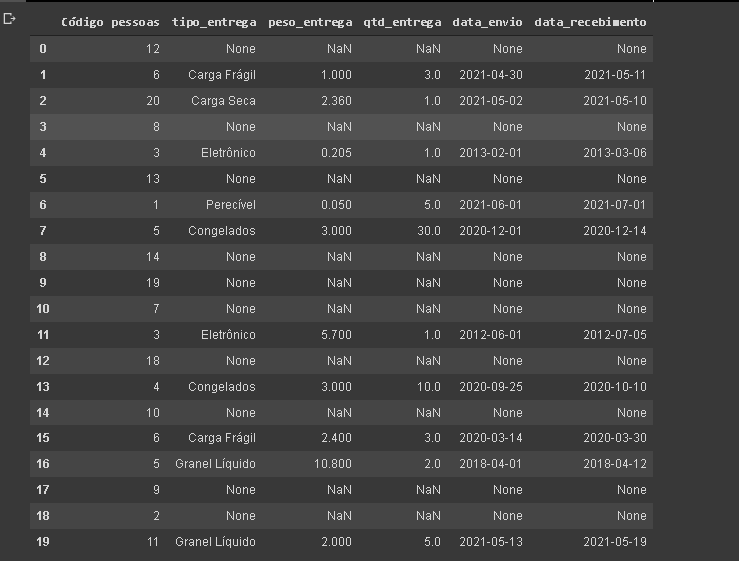 Código pessoas tipo_entrega peso_entrega qtd_entrega data_envio data_recebimento
0 12 None NaN NaN None None
1 6 Carga Frágil 1.000 3.0 2021-04-30 2021-05-11
2 20 Carga Seca 2.360 1.0 2021-05-02 2021-05-10
3 8 None NaN NaN None None
4 3 Eletrônico 0.205 1.0 2013-02-01 2013-03-06
5 13 None NaN NaN None None
6 1 Perecível 0.050 5.0 2021-06-01 2021-07-01
7 5 Congelados 3.000 30.0 2020-12-01 2020-12-14
8 14 None NaN NaN None None
9 19 None NaN NaN None None
10 7 None NaN NaN None None
11 3 Eletrônico 5.700 1.0 2012-06-01 2012-07-05
12 18 None NaN NaN None None
13 4 Congelados 3.000 10.0 2020-09-25 2020-10-10
14 10 None NaN NaN None None
15 6 Carga Frágil 2.400 3.0 2020-03-14 2020-03-30
16 5 Granel Líquido 10.800 2.0 2018-04-01 2018-04-12
17 9 None NaN NaN None None
18 2 None NaN NaN None None
19 11 Granel Líquido 2.000 5.0 2021-05-13 2021-05-19